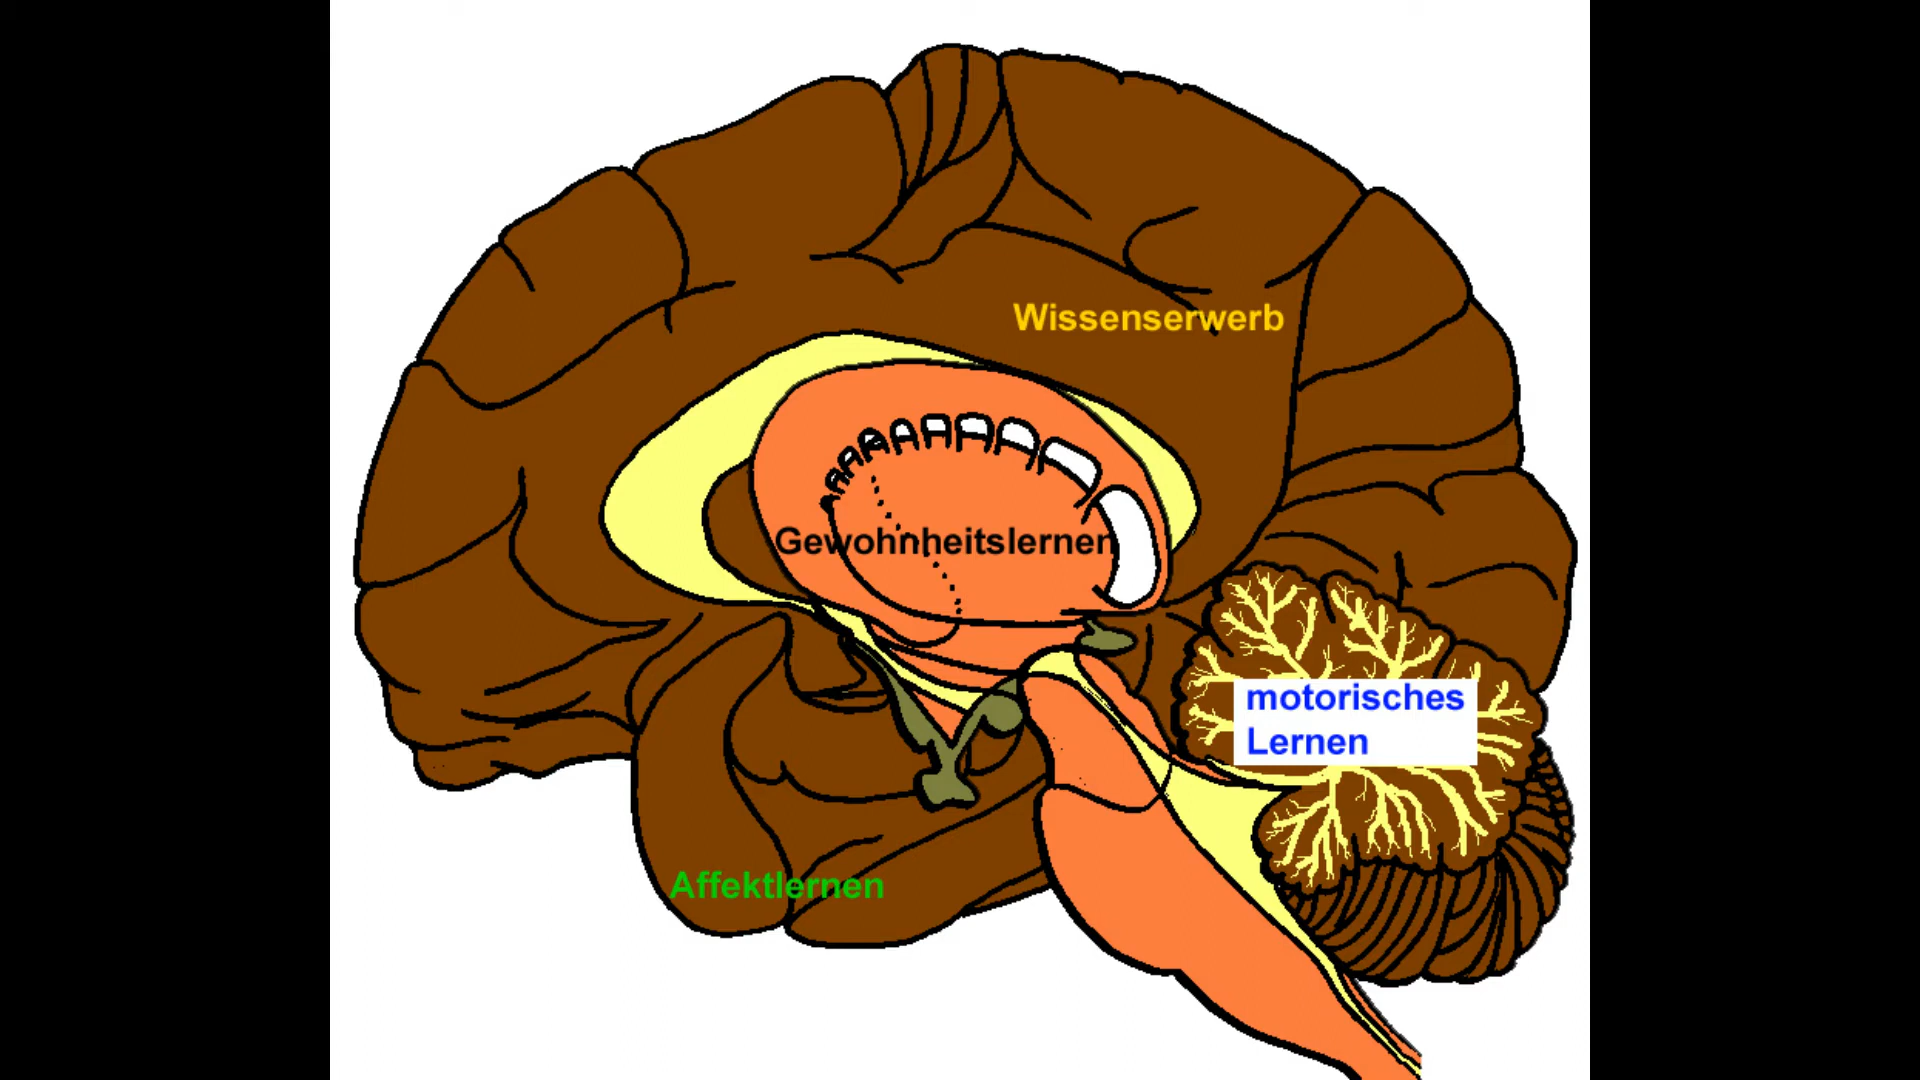 Wissenserwerb
Gewohnheitslernen
motorisches
Lernen
Affektlernen